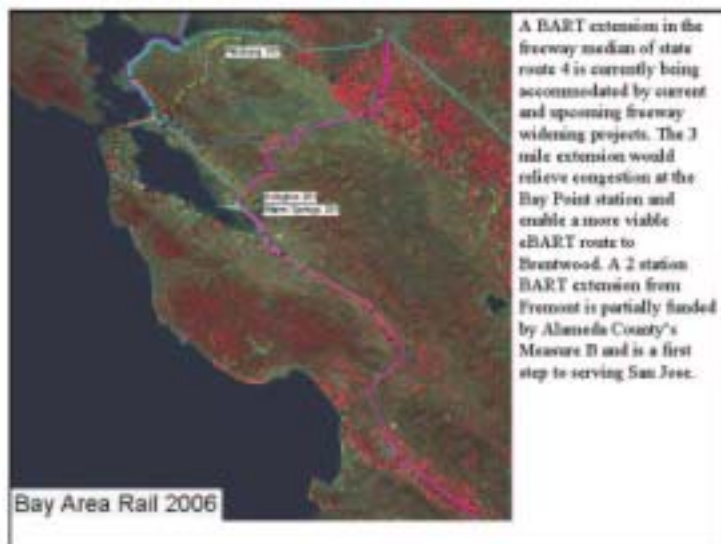 A BART extension in the
freeway median of state
route 4 is currently being
accommodated by current
and upcoming freeway
widening projects. The 3
mile extension would
relieve congestion at the
Bay Point station and
enable a more viable
eBART route to
Brentwood. A 2 station
BART extension from
Fremont is partially funded
by Alameda County's
Measure B and is a first
step to serving San Jose.
Warm Springs
Bay Area Rail 2006